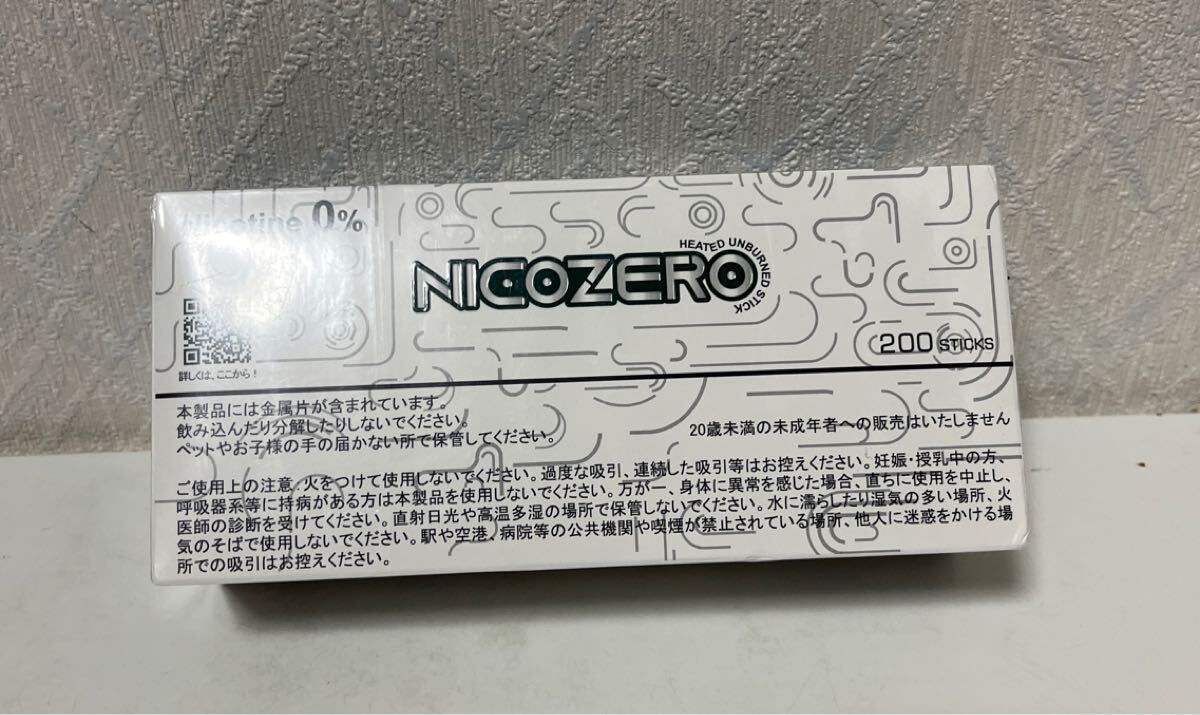 Nicotine 0%
NICOZERO
HEATED UNBURNED STICK
200 STICKS
詳しくは、ここから！
本製品には金属片が含まれています。
飲み込んだり分解したりしないでください。
ペットやお子様の手の届かない所で保管してください。
20歳未満の未成年者への販売はいたしません
ご使用上の注意, 火をつけて使用しないでください。過度な吸引、連続した吸引等はお控えください。妊娠・授乳中の方、
呼吸器系等に持病がある方は本製品を使用しないでください。万が一、身体に異常を感じた場合、直ちに使用を中止し、
医師の診断を受けてください。直射日光や高温多湿の場所で保管しないでください。水に濡らしたり湿気の多い場所、火
気のそばで使用しないでください。駅や空港、病院等の公共機関や喫煙が禁止されている場所、他人に迷惑をかける場
所での吸引はお控えください。